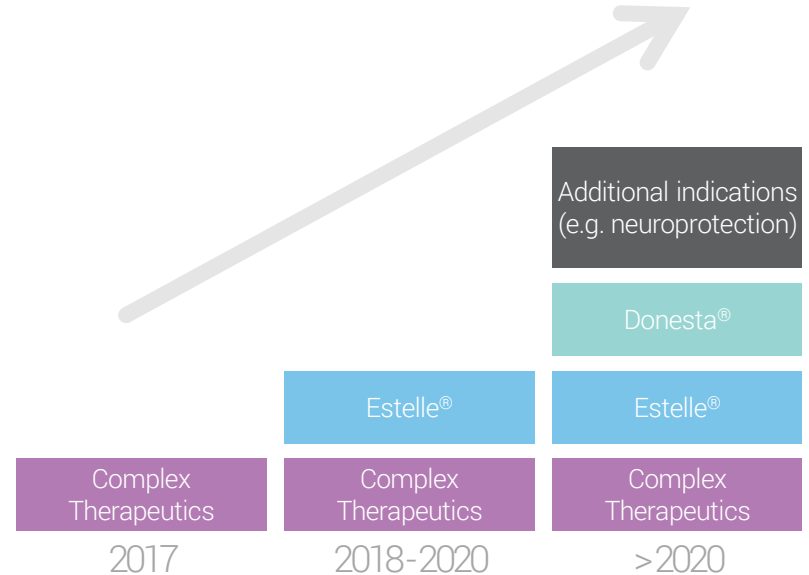 Additional indications
(e.g. neuroprotection)
Donesta®
Estelle®
Estelle®
Complex
Therapeutics
Complex
Therapeutics
Complex
Therapeutics
2017
2018-2020
>2020